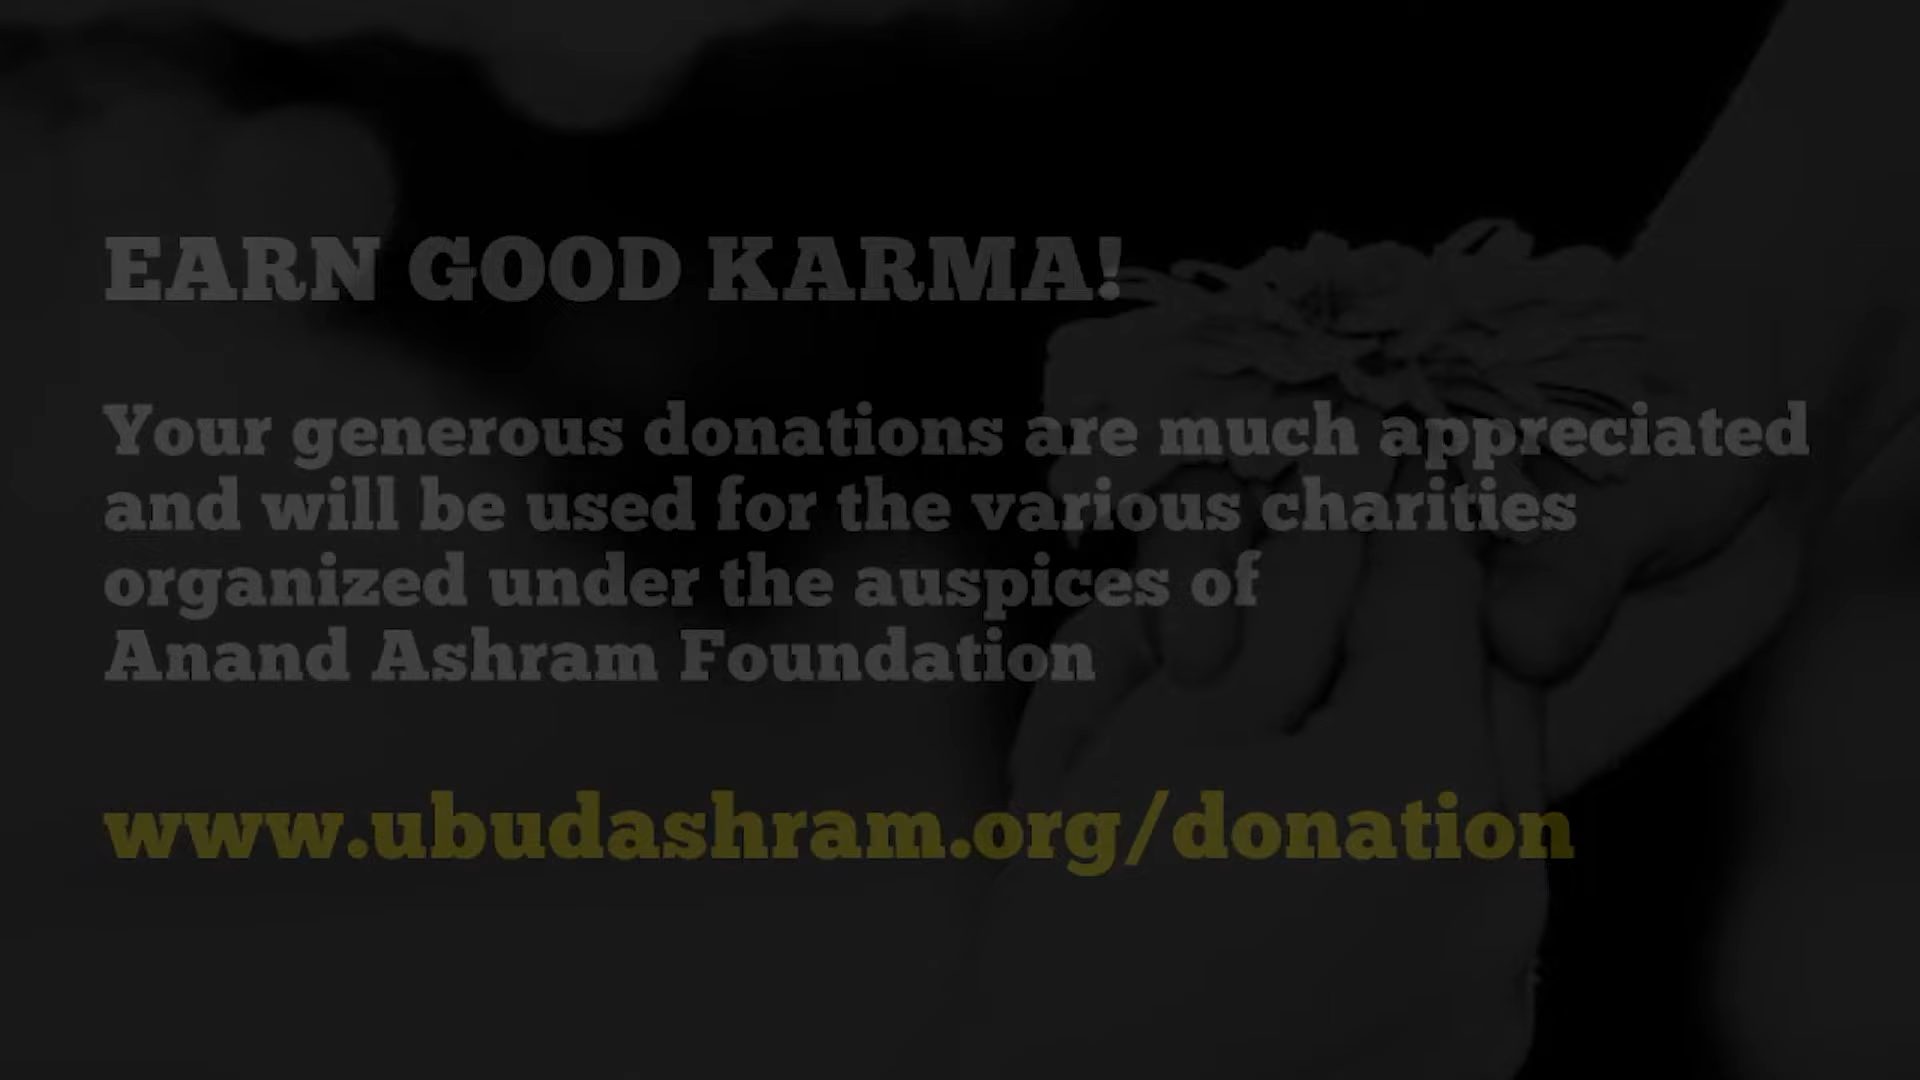 EARN GOOD KARMA!
Your generous donations are much appreciated
and will be used for the various charities
organized under the auspices of
Anand Ashram Foundation
www.ubudashram.org/donation